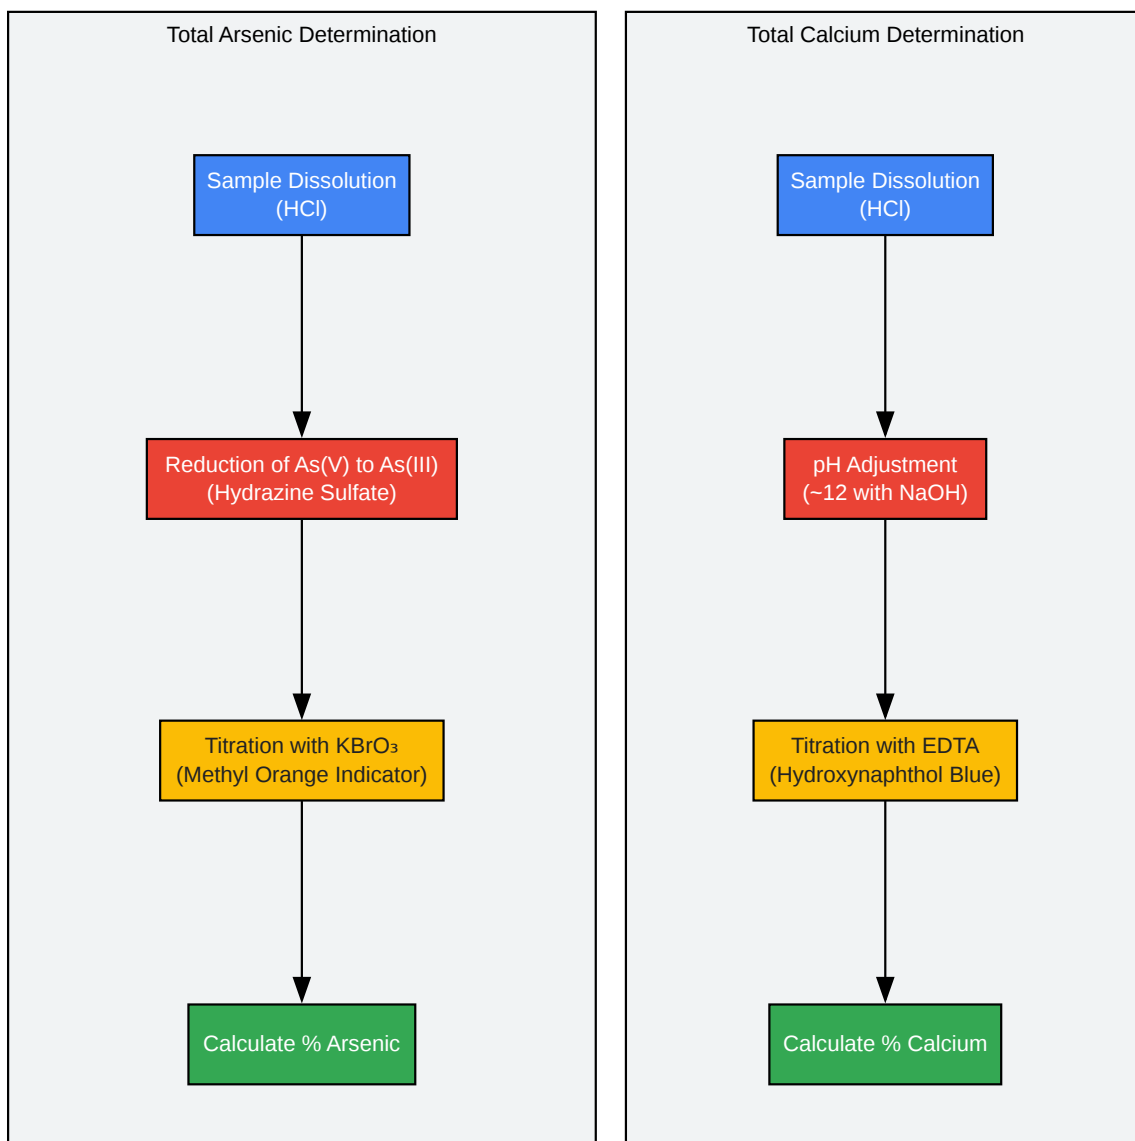 Total Arsenic Determination
Sample Dissolution
(HCl)
Reduction of As(V) to As(III)
(Hydrazine Sulfate)
Titration with KBrO₃
(Methyl Orange Indicator)
Calculate % Arsenic
Total Calcium Determination
Sample Dissolution
(HCl)
pH Adjustment
(~12 with NaOH)
Titration with EDTA
(Hydroxynaphthol Blue)
Calculate % Calcium